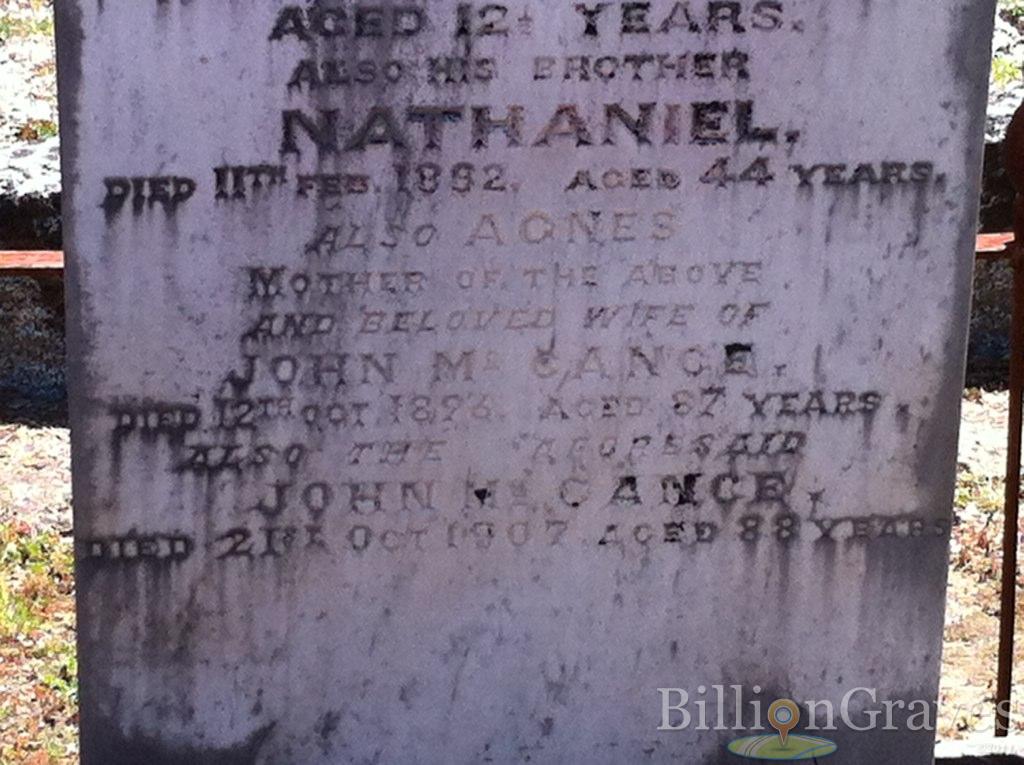 AGED 12½ YEARS.
ALSO HIS BROTHER
NATHANIEL,
DIED 11TH FEB. 1892. AGED 44 YEARS.
ALSO AGNES
MOTHER OF THE ABOVE
AND BELOVED WIFE OF
JOHN Mc CANCE.
DIED 12TH OCT. AGED 87 YEARS.
ALSO THE AFORESAID
JOHN Mc CANCE,
DIED 21ST OCT 1907. AGED 88 YEARS
BillionGraves